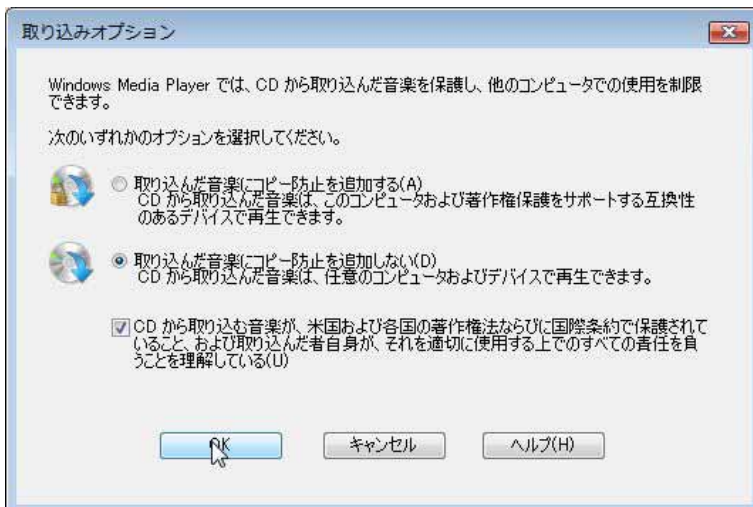 取り込みオプション
Windows Media Player では、CD から取り込んだ音楽を保護し、他のコンピュータでの使用を制限
できます。
次のいずれかのオプションを選択してください。
取り込んだ音楽にコピー防止を追加する(A)
CD から取り込んだ音楽は、このコンピュータおよび著作権保護をサポートする互換性
のあるデバイスで再生できます。
取り込んだ音楽にコピー防止を追加しない(D)
CD から取り込んだ音楽は、任意のコンピュータおよびデバイスで再生できます。
CD から取り込む音楽が、米国および各国の著作権法ならびに国際条約で保護されて
いること、および取り込んだ者自身が、それを適切に使用する上でのすべての責任を負
うことを理解している(U)
OK
キャンセル
ヘルプ(H)